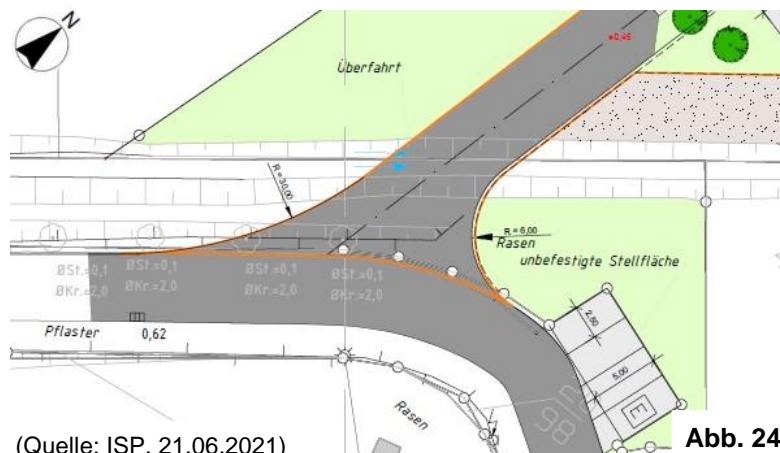 N
0,46
Überfahrt
R = 30,00
R = 6,00
Rasen
unbefestigte Stellfläche
ØSt.=0,1 ØSt.=0,1 ØSt.=0,1 ØSt.=0,1
ØKr.=2,0 ØKr.=2,0 ØKr.=2,0 ØKr.=2,0
Pflaster 0,62
2,50
5,00
E
Rasen
(Quelle: ISP, 21.06.2021)
Abb. 24